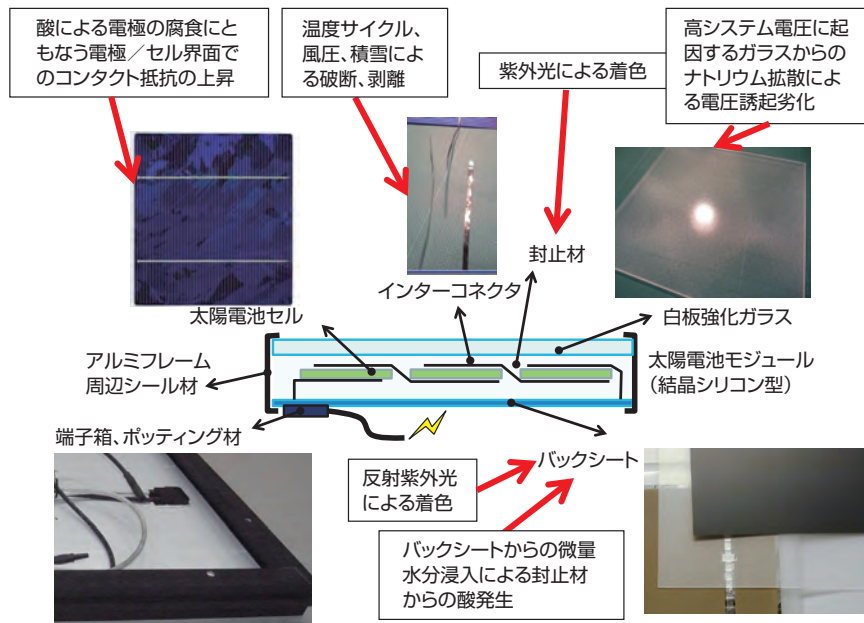 酸による電極の腐食にと
もなう電極／セル界面で
のコンタクト抵抗の上昇
温度サイクル、
風圧、積雪によ
る破断、剥離
紫外光による着色
高システム電圧に起
因するガラスからの
ナトリウム拡散によ
る電圧誘起劣化
封止材
インターコネクタ
太陽電池セル
白板強化ガラス
アルミフレーム
周辺シール材
太陽電池モジュール
（結晶シリコン型）
端子箱、ポッティング材
バックシート
反射紫外光
による着色
バックシートからの微量
水分浸入による封止材
からの酸発生